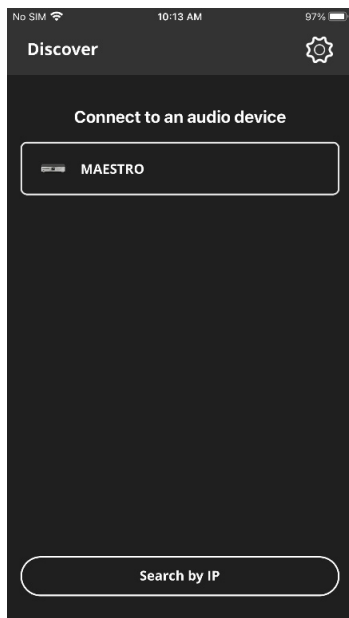 No SIM 10:13 AM 97%
Discover
Connect to an audio device
MAESTRO
Search by IP